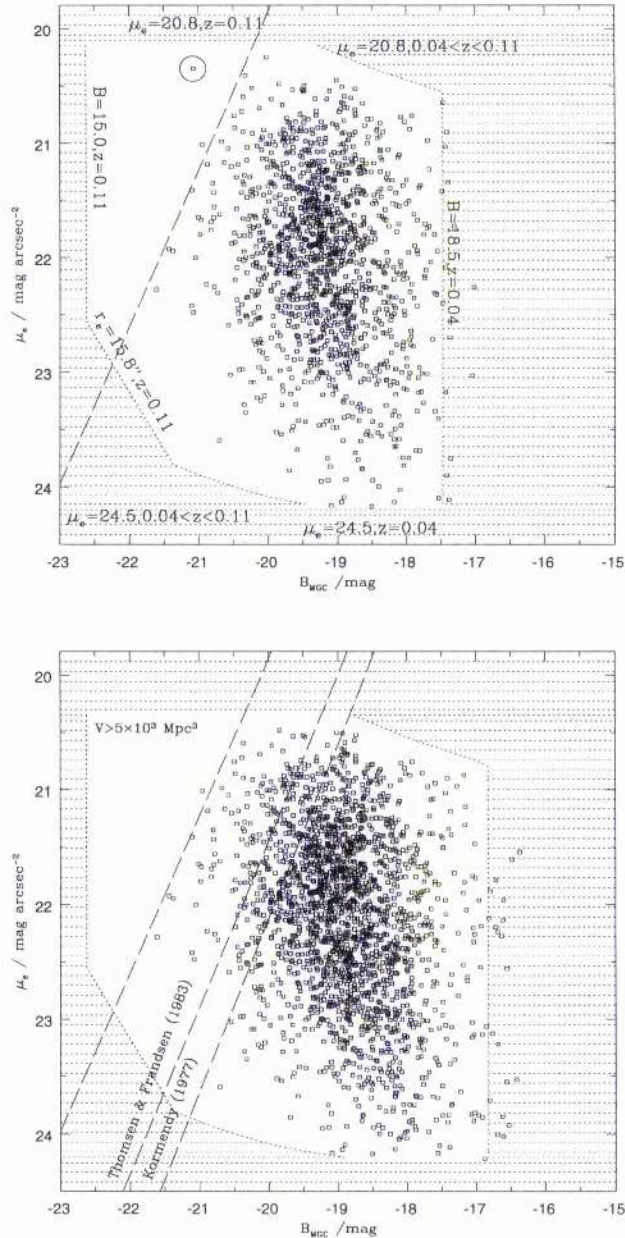 μe=20.8,z=0.11
μe=20.8,0.04<z<0.11
B=15.0,z=0.11
B=18.5,z=0.04
re=15.8",z=0.11
μe=24.5,0.04<z<0.11
μe=24.5,z=0.04
20
21
22
23
24
μe / mag arcsec−2
-23
-22
-21
-20
-19
-18
-17
-16
-15
BMGC /mag
V>5×10³ Mpc³
Thomsen & Frandsen (1983)
Kormendy (1977)
20
21
22
23
24
μe / mag arcsec−2
-23
-22
-21
-20
-19
-18
-17
-16
-15
BMGC /mag